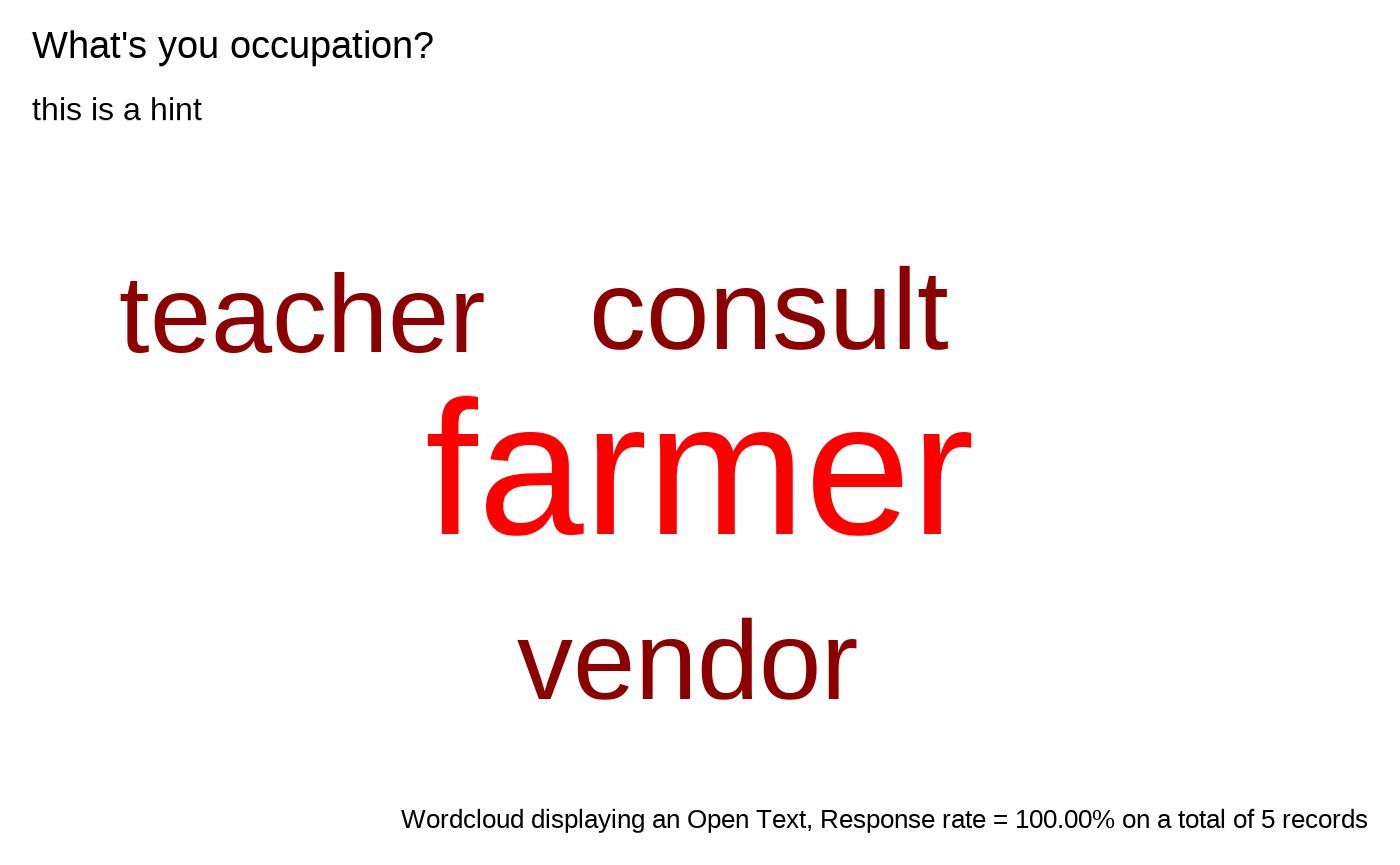 What's you occupation?
this is a hint
teacher consult
farmer
vendor
Wordcloud displaying an Open Text, Response rate = 100.00% on a total of 5 records